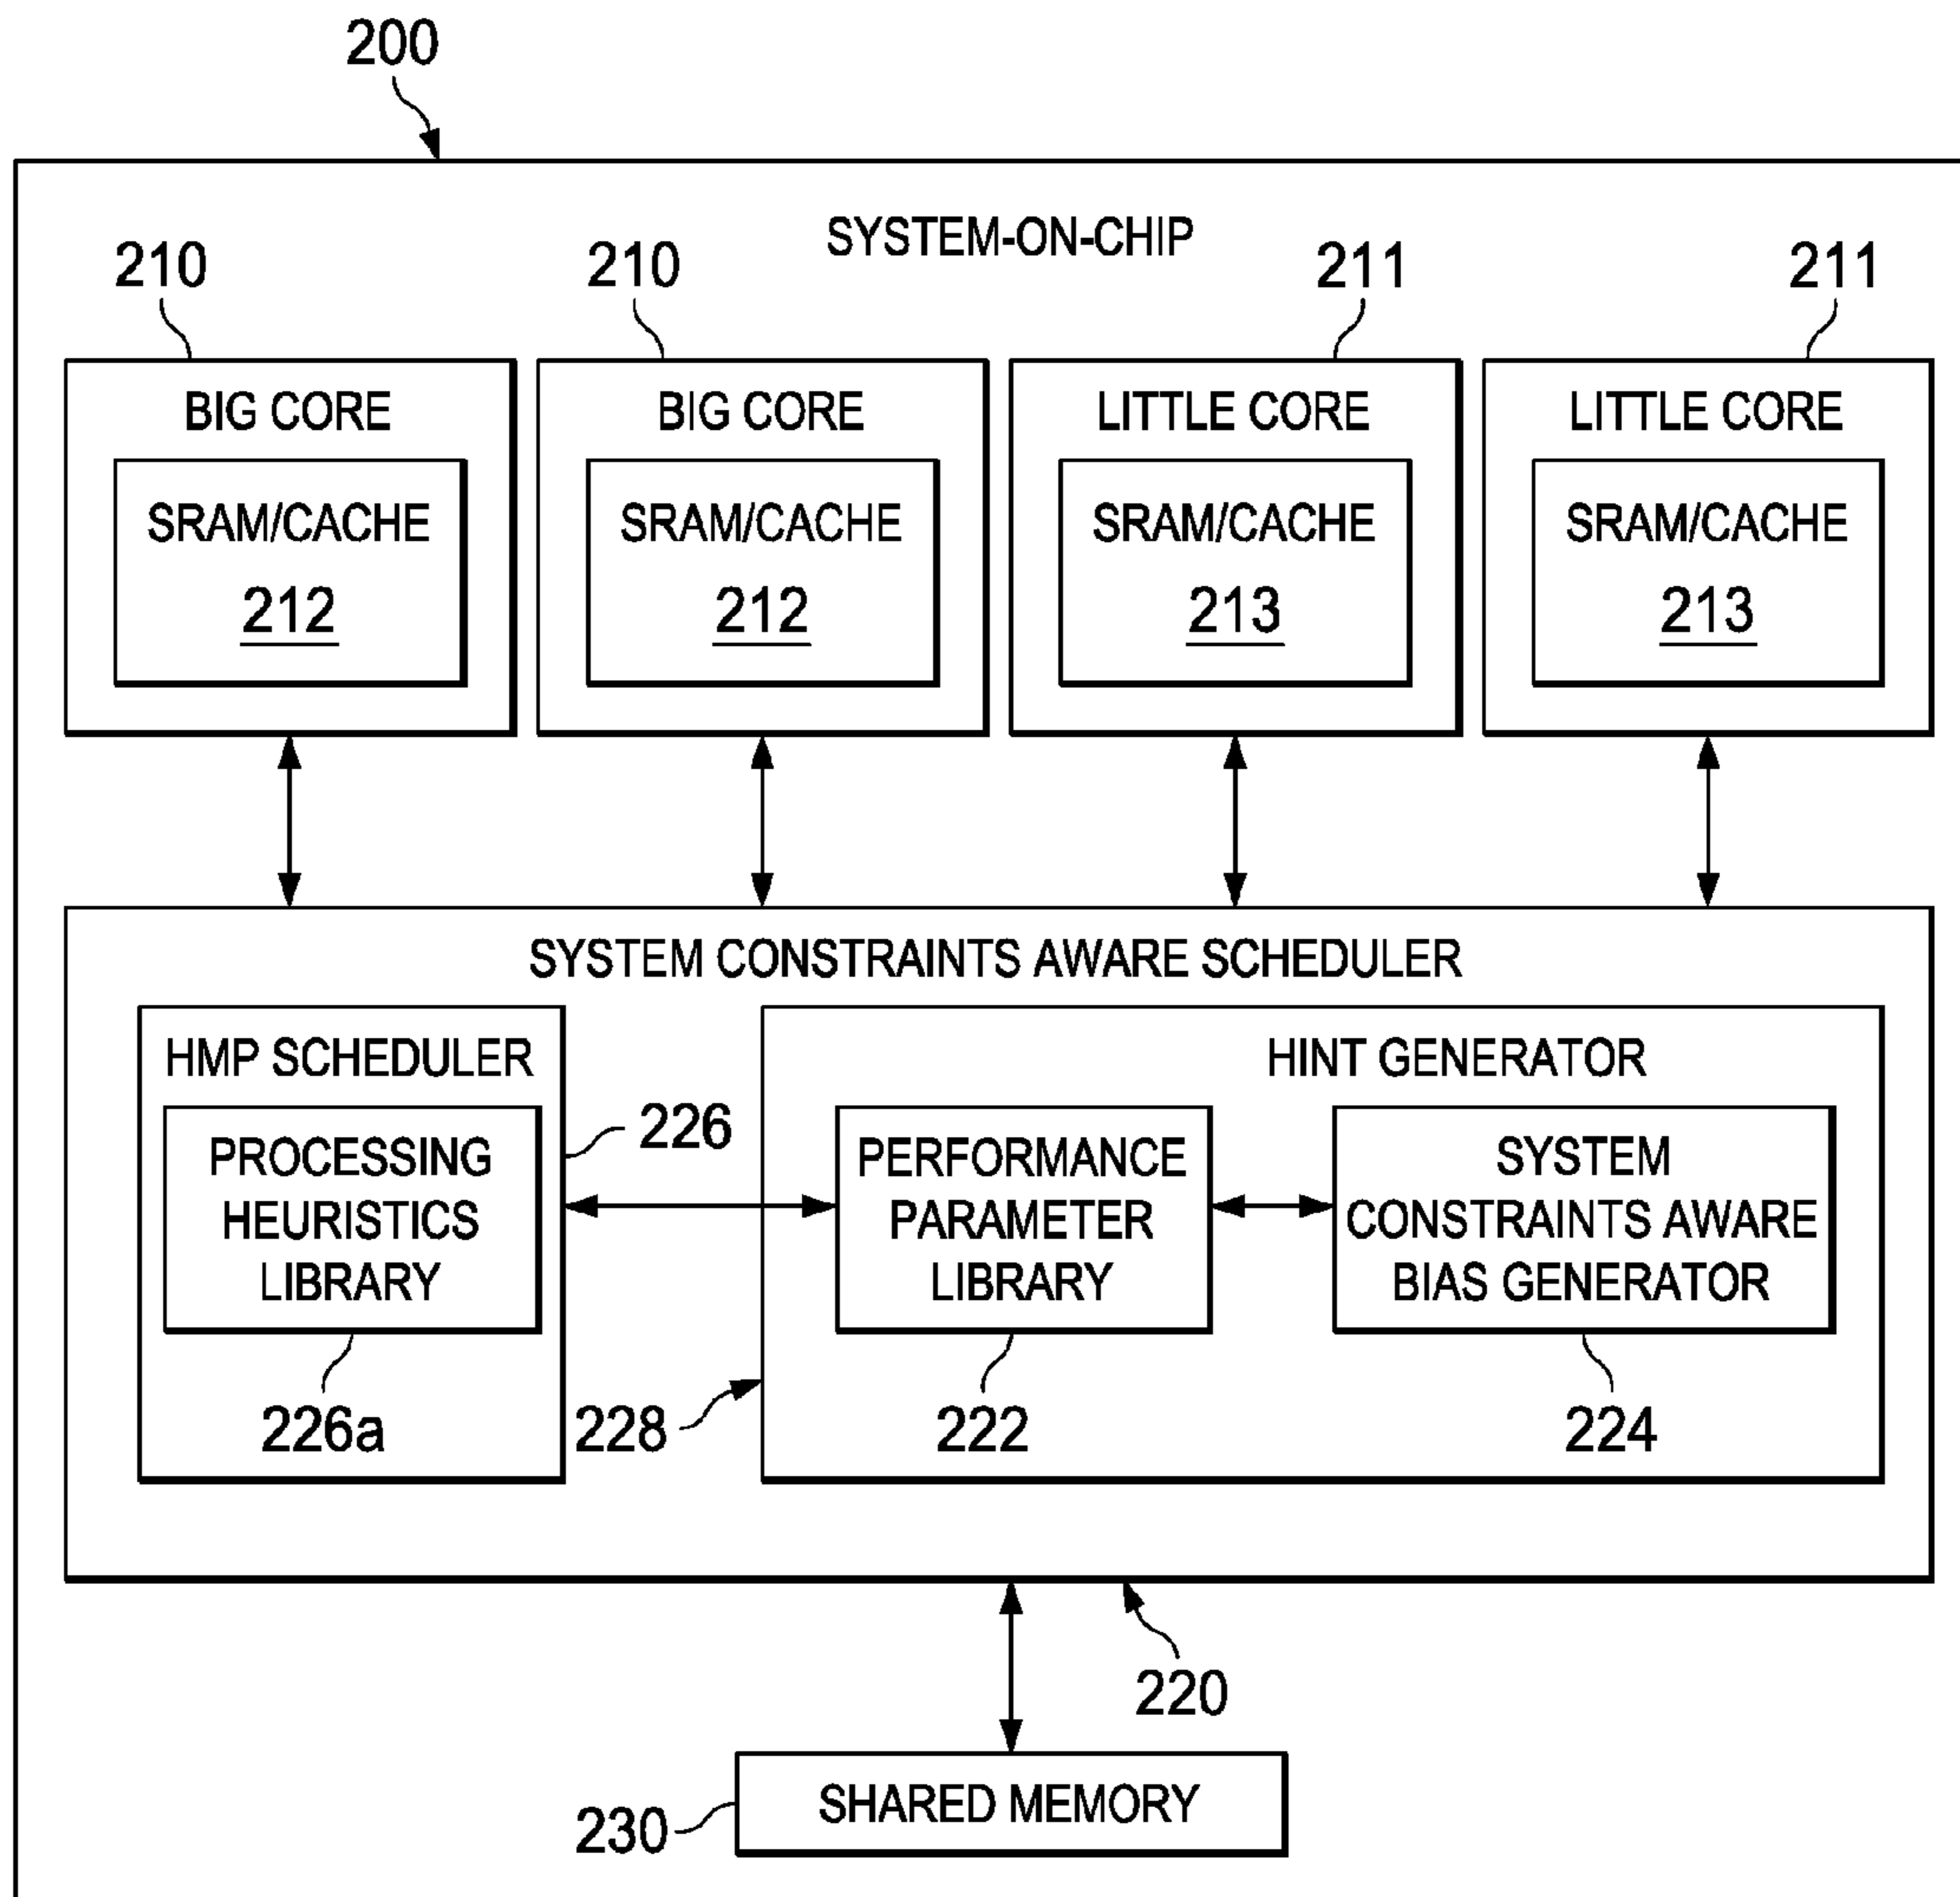 200
SYSTEM-ON-CHIP
210
210
211
211
BIG CORE
SRAM/CACHE
212
BIG CORE
SRAM/CACHE
212
LITTLE CORE
SRAM/CACHE
213
LITTLE CORE
SRAM/CACHE
213
SYSTEM CONSTRAINTS AWARE SCHEDULER
HMP SCHEDULER
PROCESSING
HEURISTICS
LIBRARY
226a
226
HINT GENERATOR
PERFORMANCE
PARAMETER
LIBRARY
222
SYSTEM
CONSTRAINTS AWARE
BIAS GENERATOR
224
228
220
SHARED MEMORY
230